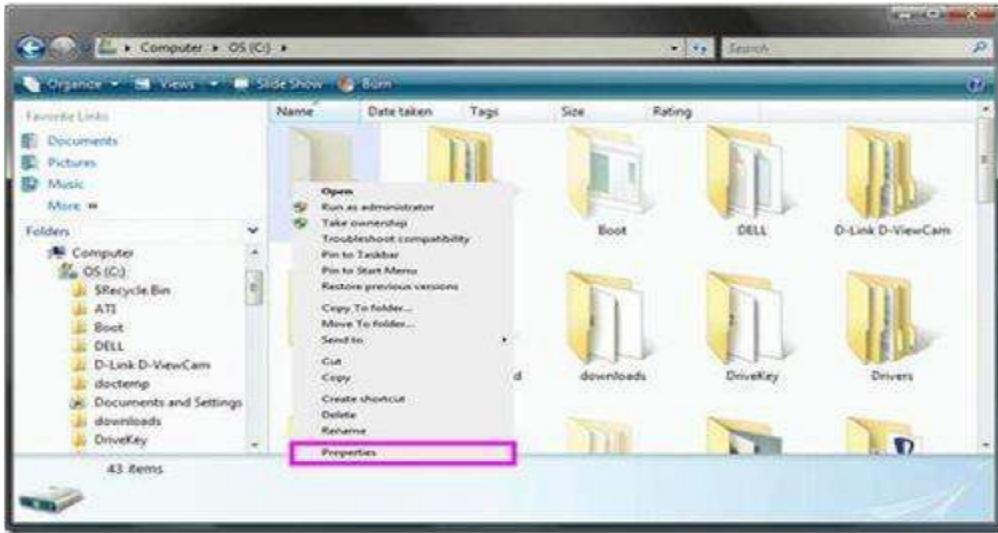 Computer ▸ OS (C:) ▸
Search
Organize Views Slide Show Burn
Favorite Links
Documents
Pictures
Music
More »
Folders
Computer
OS (C:)
$Recycle.Bin
ATI
Boot
DELL
D-Link D-ViewCam
doctemp
Documents and Settings
downloads
DriveKey
Name Date taken Tags Size Rating
Boot DELL D-Link D-ViewCam
d downloads DriveKey Drivers
Open
Run as administrator
Take ownership
Troubleshoot compatibility
Pin to Taskbar
Pin to Start Menu
Restore previous versions
Copy To folder...
Move To folder...
Send to
Cut
Copy
Create shortcut
Delete
Rename
Properties
43 items